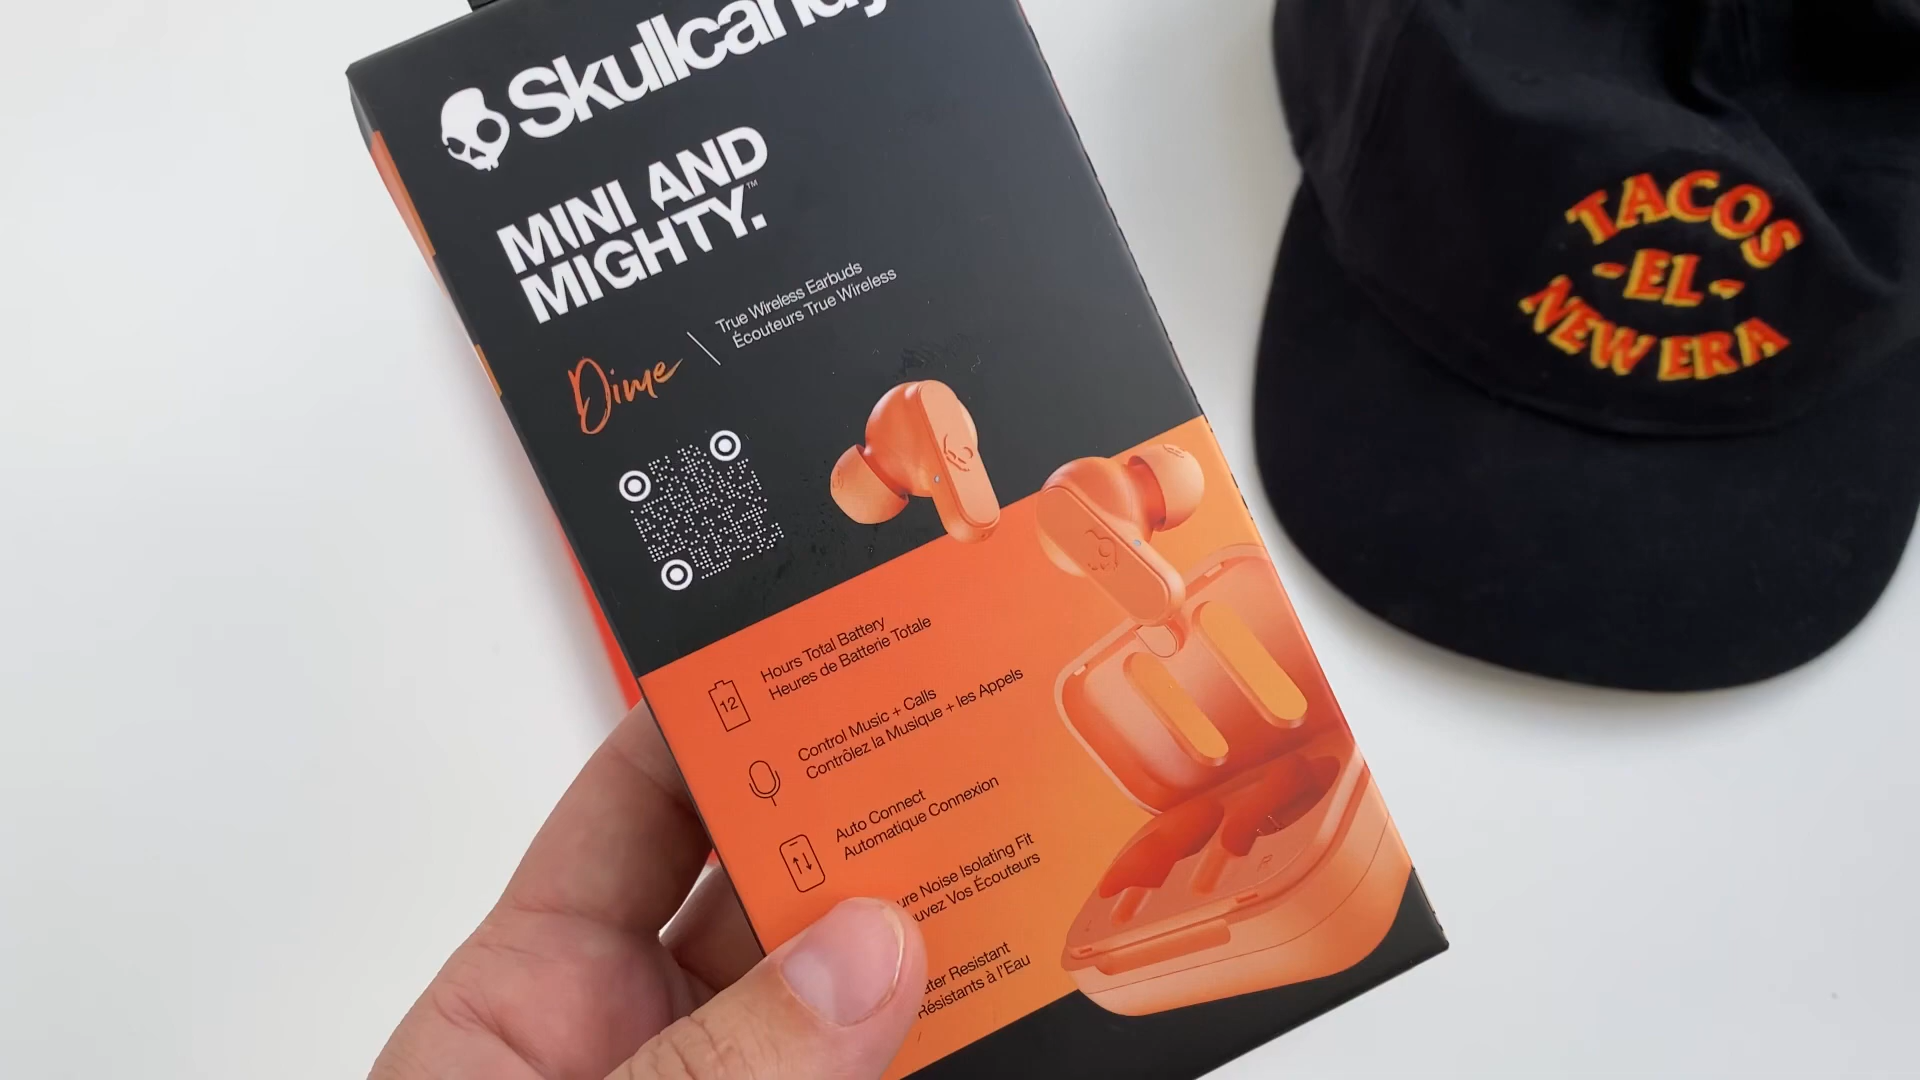 Skullcandy
MINI AND
MIGHTY.™
Dime
True Wireless Earbuds
Écouteurs True Wireless
12
Hours Total Battery
Heures de Batterie Totale
Control Music + Calls
Contrôlez la Musique + les Appels
Auto Connect
Automatique Connexion
Noise Isolating Fit
Vos Écouteurs
Resistant
Résistants à l'Eau
R
TACOS
-EL-
NEW ERA